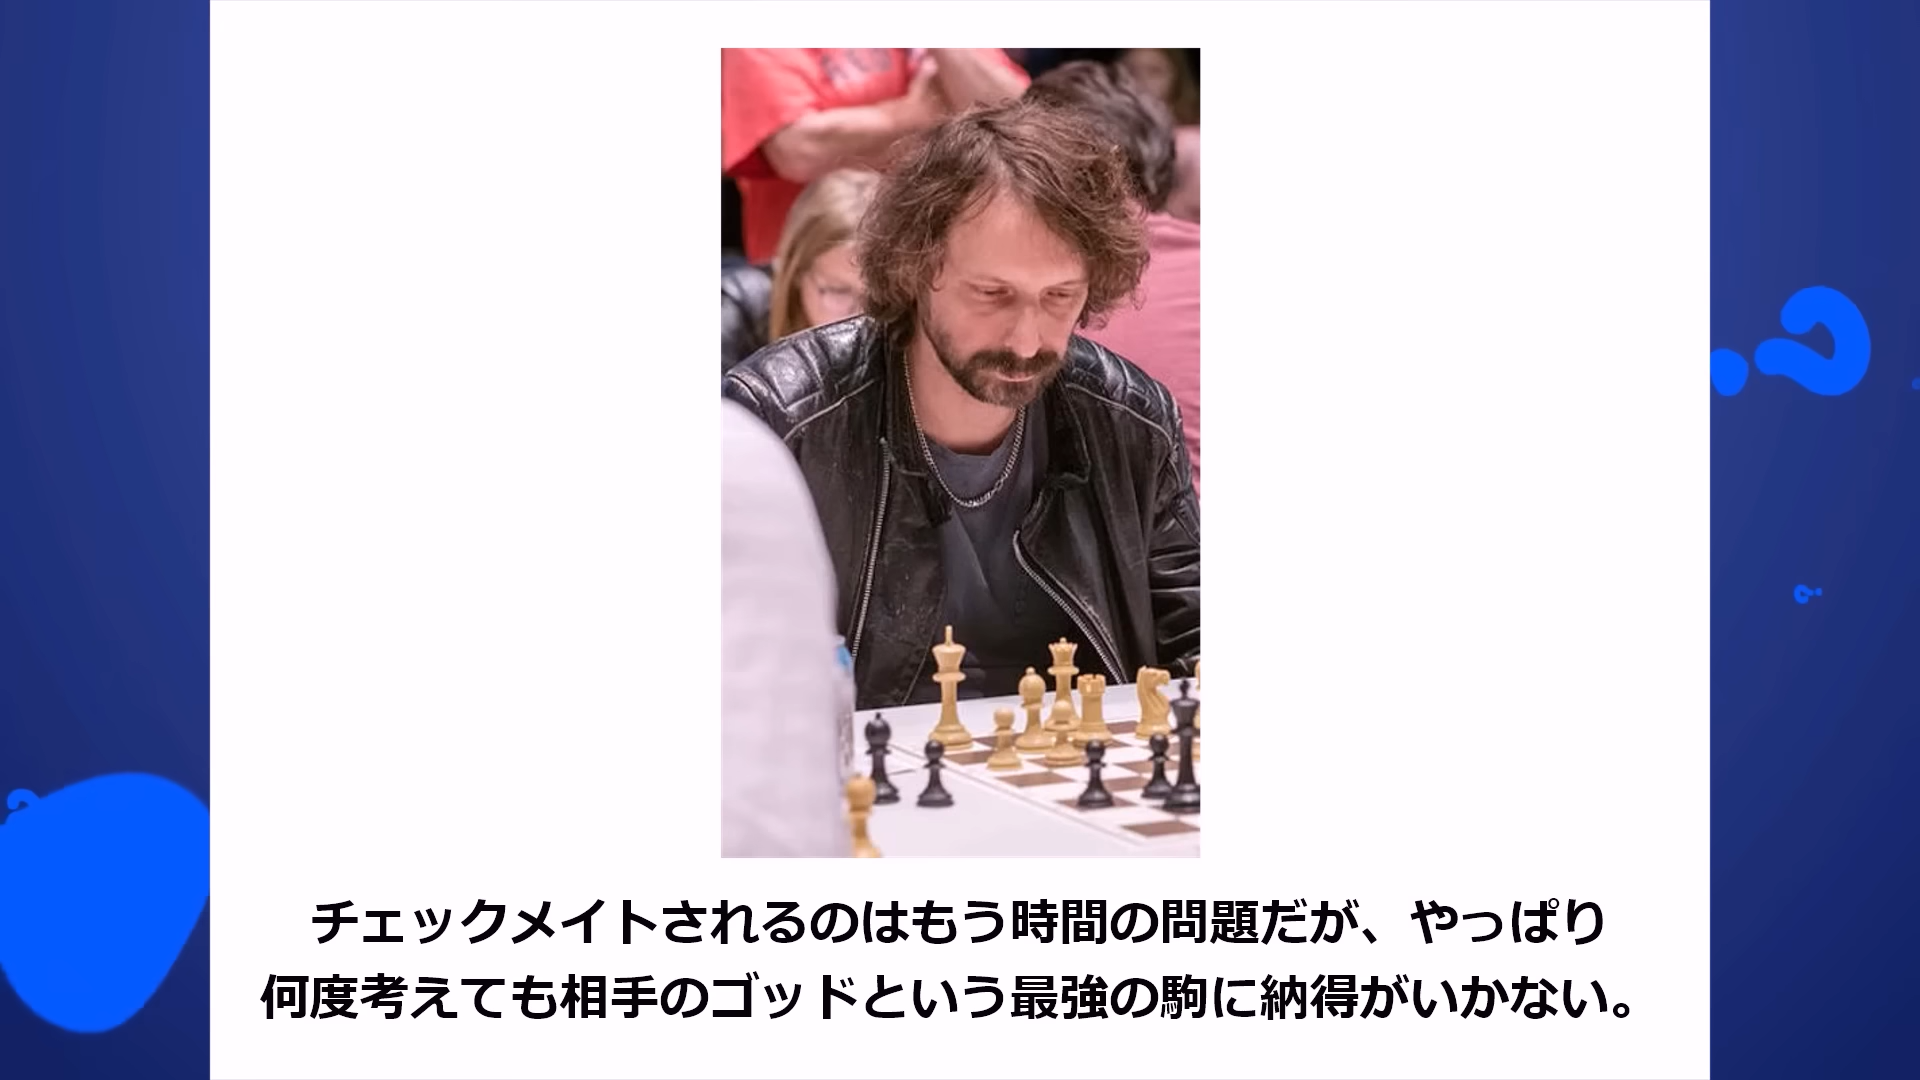 チェックメイトされるのはもう時間の問題だが、やっぱり
何度考えても相手のゴッドという最強の駒に納得がいかない。